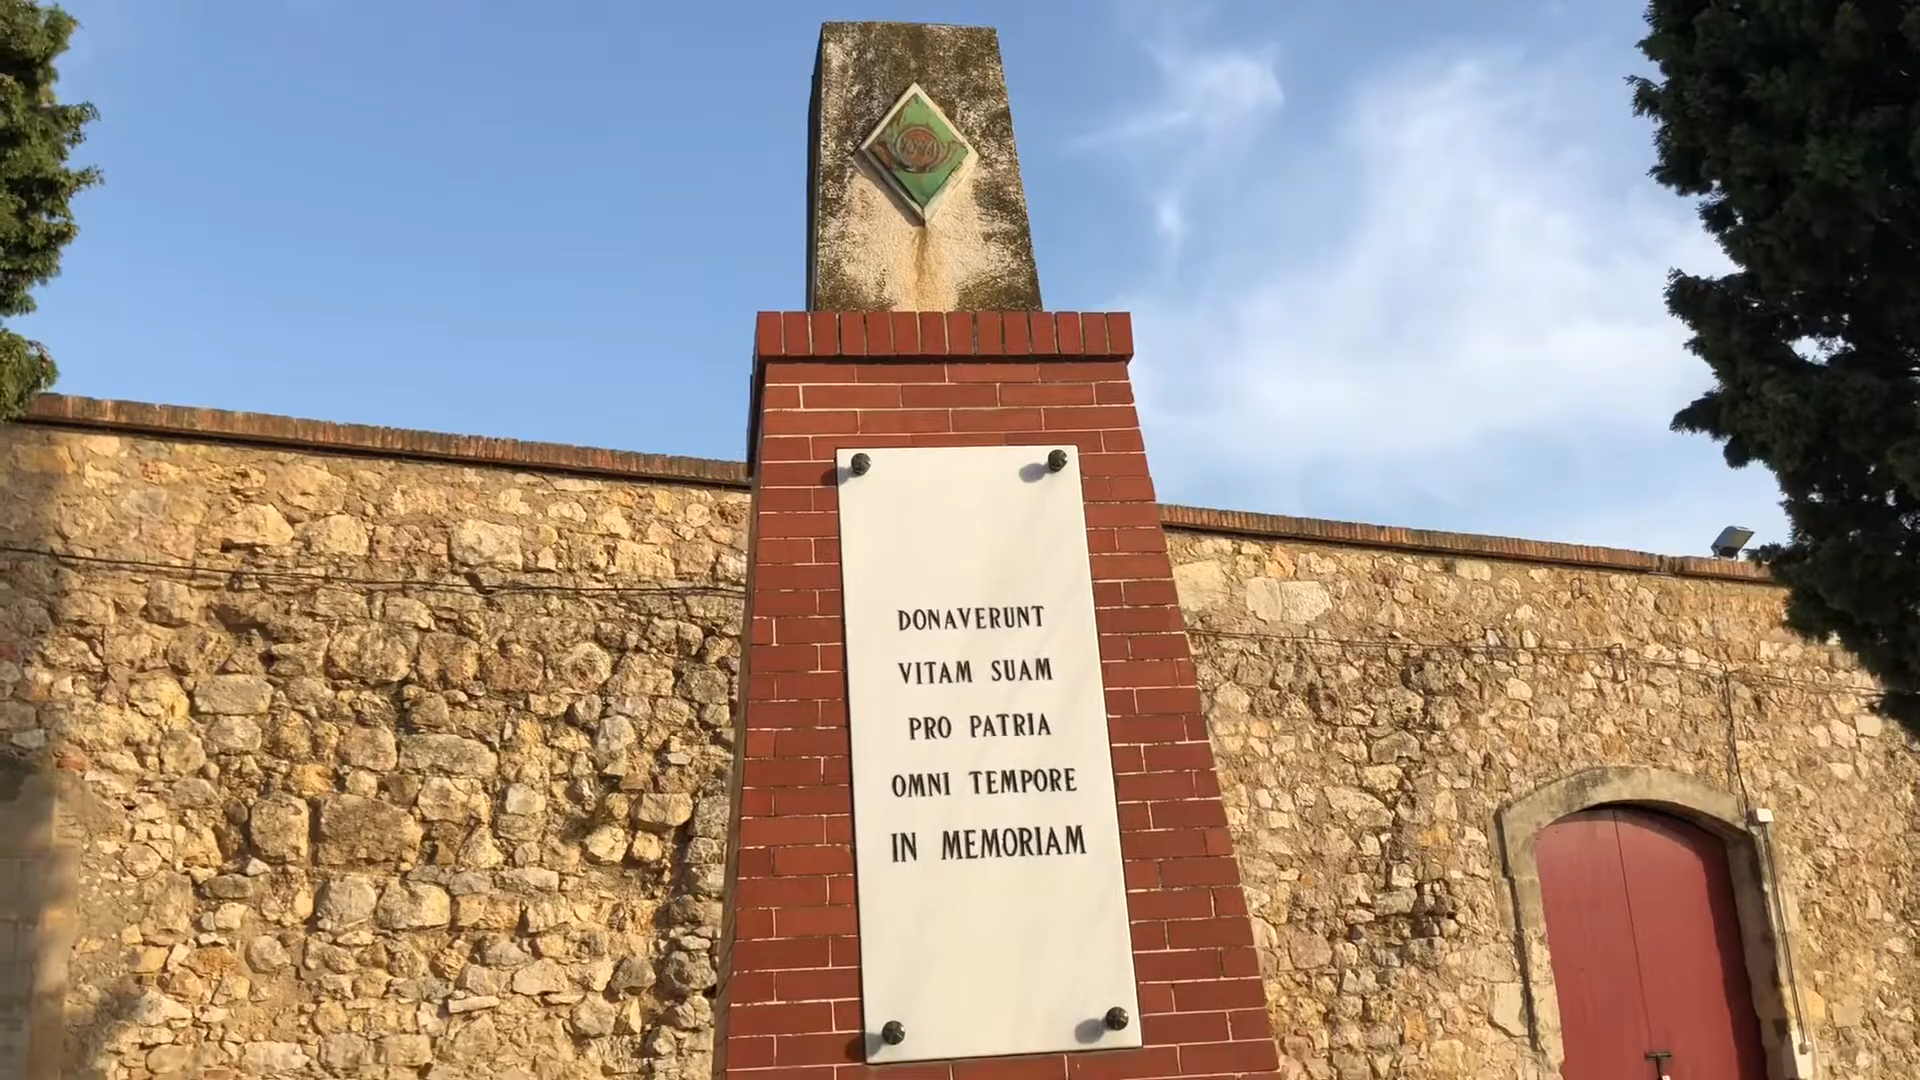 DONAVERUNT
VITAM SUAM
PRO PATRIA
OMNI TEMPORE
IN MEMORIAM